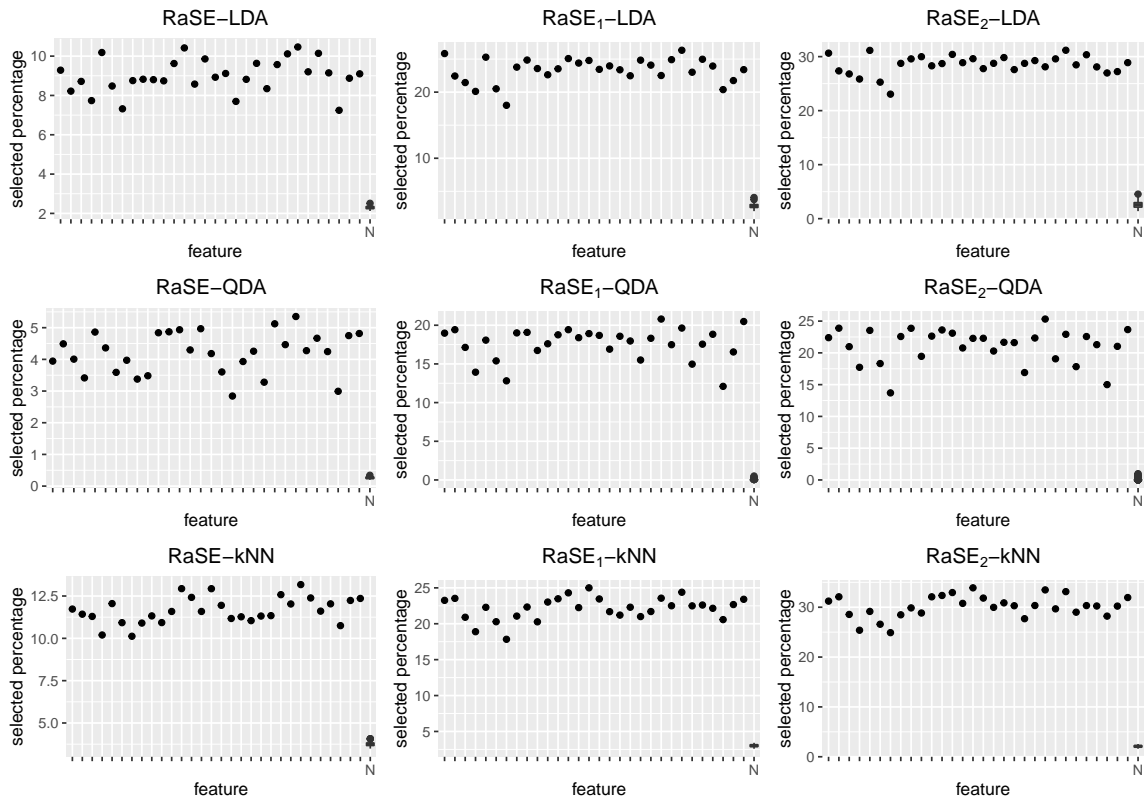 RaSE−LDA
RaSE₁−LDA
RaSE₂−LDA
selected percentage
10
8
6
4
2
N
feature
selected percentage
20
10
N
feature
selected percentage
30
20
10
0
N
feature
RaSE−QDA
RaSE₁−QDA
RaSE₂−QDA
selected percentage
5
4
3
2
1
0
N
feature
selected percentage
20
15
10
5
0
N
feature
selected percentage
25
20
15
10
5
0
N
feature
RaSE−kNN
RaSE₁−kNN
RaSE₂−kNN
selected percentage
12.5
10.0
7.5
5.0
N
feature
selected percentage
25
20
15
10
5
N
feature
selected percentage
30
20
10
0
N
feature